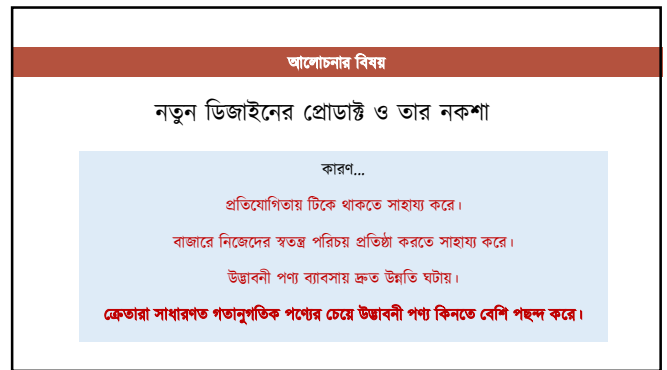 আলোচনার বিষয়
নতুন ডিজাইনের প্রোডাক্ট ও তার নকশা
কারণ...
প্রতিযোগিতায় টিকে থাকতে সাহায্য করে।
বাজারে নিজেদের স্বতন্ত্র পরিচয় প্রতিষ্ঠা করতে সাহায্য করে।
উদ্ভাবনী পণ্য ব্যাবসায় দ্রুত উন্নতি ঘটায়।
ক্রেতারা সাধারণত গতানুগতিক পণ্যের চেয়ে উদ্ভাবনী পণ্য কিনতে বেশি পছন্দ করে।